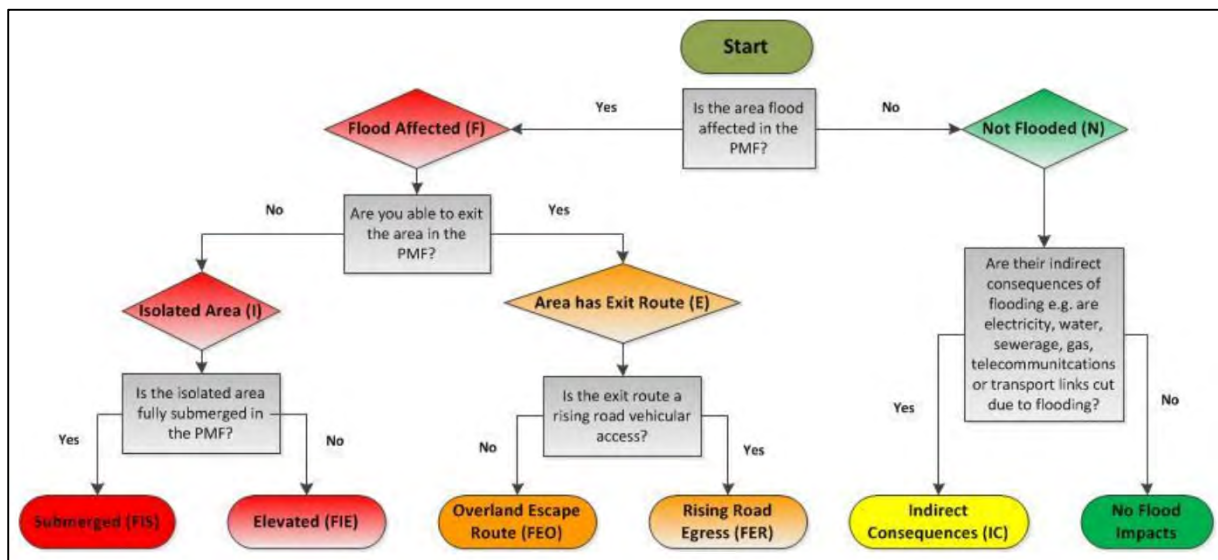 Start
Yes
Is the area flood
affected in the
PMF?
No
Flood Affected (F)
Not Flooded (N)
No
Are you able to exit
the area in the
PMF?
Yes
Isolated Area (I)
Area has Exit Route (E)
Are their indirect
consequences of
flooding e.g. are
electricity, water,
sewerage, gas,
telecommunitcations
or transport links cut
due to flooding?
Is the isolated area
fully submerged in
the PMF?
Is the exit route a
rising road vehicular
access?
Yes
No
No
Yes
Yes
No
Submerged (FIS)
Elevated (FIE)
Overland Escape
Route (FEO)
Rising Road
Egress (FER)
Indirect
Consequences (IC)
No Flood
Impacts